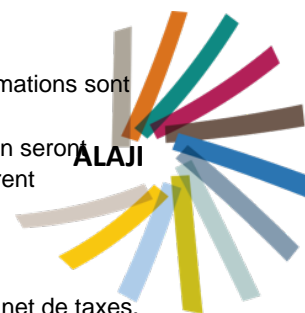 mations sont
n seront
ALAJI
rent
net de taxes.